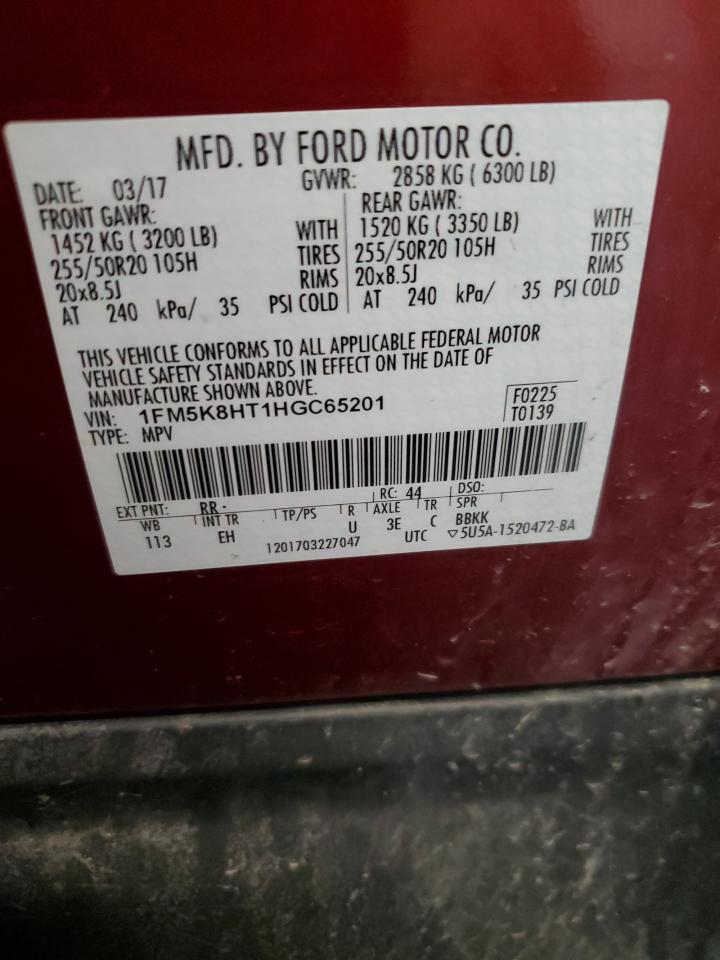 MFD. BY FORD MOTOR CO.
DATE: 03/17 GVWR: 2858 KG ( 6300 LB)
FRONT GAWR: REAR GAWR:
1452 KG ( 3200 LB) WITH 1520 KG ( 3350 LB) WITH
255/50R20 105H TIRES 255/50R20 105H TIRES
20x8.5J RIMS 20x8.5J RIMS
AT 240 kPa/ 35 PSI COLD AT 240 kPa/ 35 PSI COLD
THIS VEHICLE CONFORMS TO ALL APPLICABLE FEDERAL MOTOR
VEHICLE SAFETY STANDARDS IN EFFECT ON THE DATE OF
MANUFACTURE SHOWN ABOVE.
VIN: 1FM5K8HT1HGC65201 F0225
TYPE: MPV T0139
EXT PNT: RR - RC: 44 DSO:
WB INT TR TP/PS R AXLE TR SPR
113 EH U 3E C BBKK
1201703227047 UTC ▽5U5A-1520472-BA